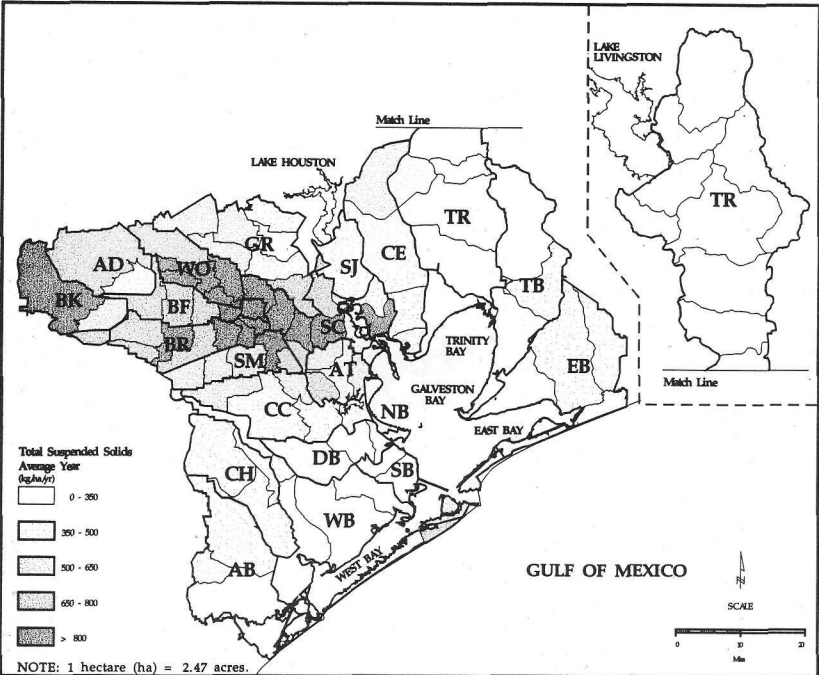 LAKE
LIVINGSTON
Match Line
LAKE HOUSTON
TR
TR
GR
SJ
CE
AD
WO
BK
BF
TB
SC
TRINITY
BAY
BR
SM
AT
EB
GALVESTON
BAY
Match Line
CC
NB
EAST BAY
Total Suspended Solids
Average Year
(kg/ha/yr)
DB
SB
CH
0 - 350
WB
350 - 500
WEST BAY
500 - 650
AB
GULF OF MEXICO
N
650 - 800
SCALE
> 800
0 10 20
Miles
NOTE: 1 hectare (ha) = 2.47 acres.